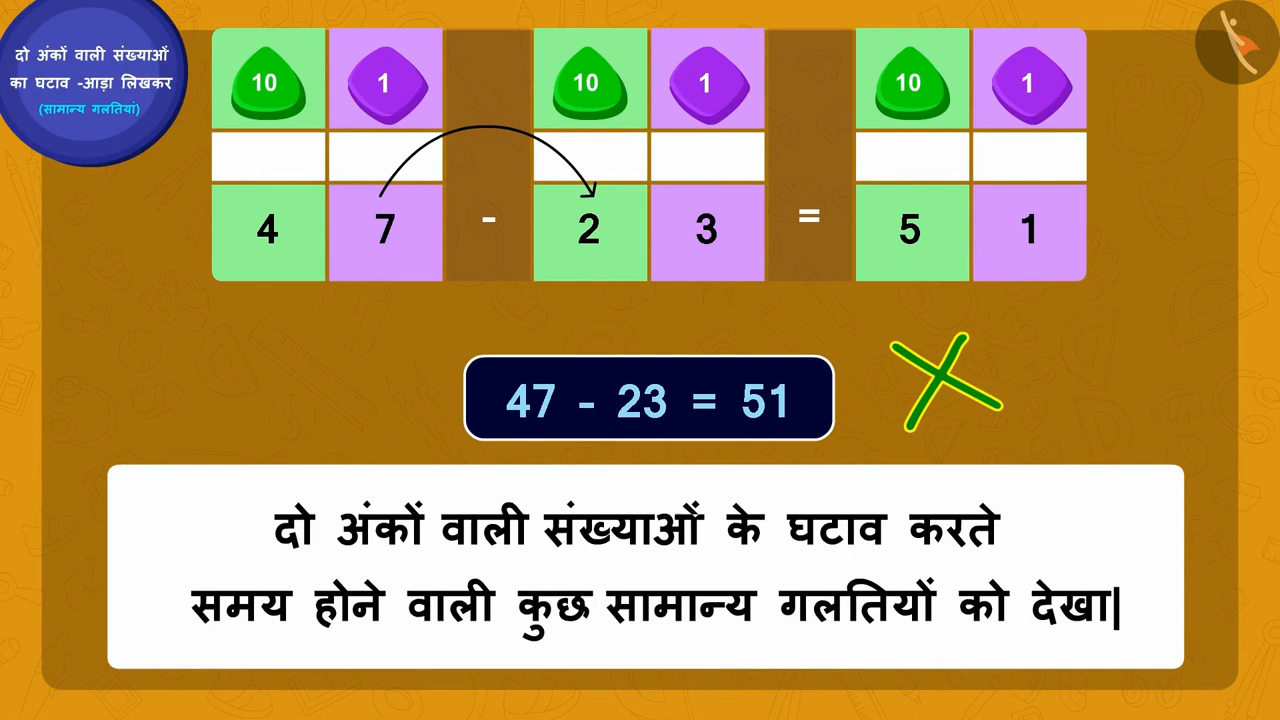 दो अंकों वाली संख्याओं
का घटाव -आड़ा लिखकर
(सामान्य गलतियां)
10 1 10 1 10 1
4 7 - 2 3 = 5 1
47 - 23 = 51
दो अंकों वाली संख्याओं के घटाव करते
समय होने वाली कुछ सामान्य गलतियों को देखा|